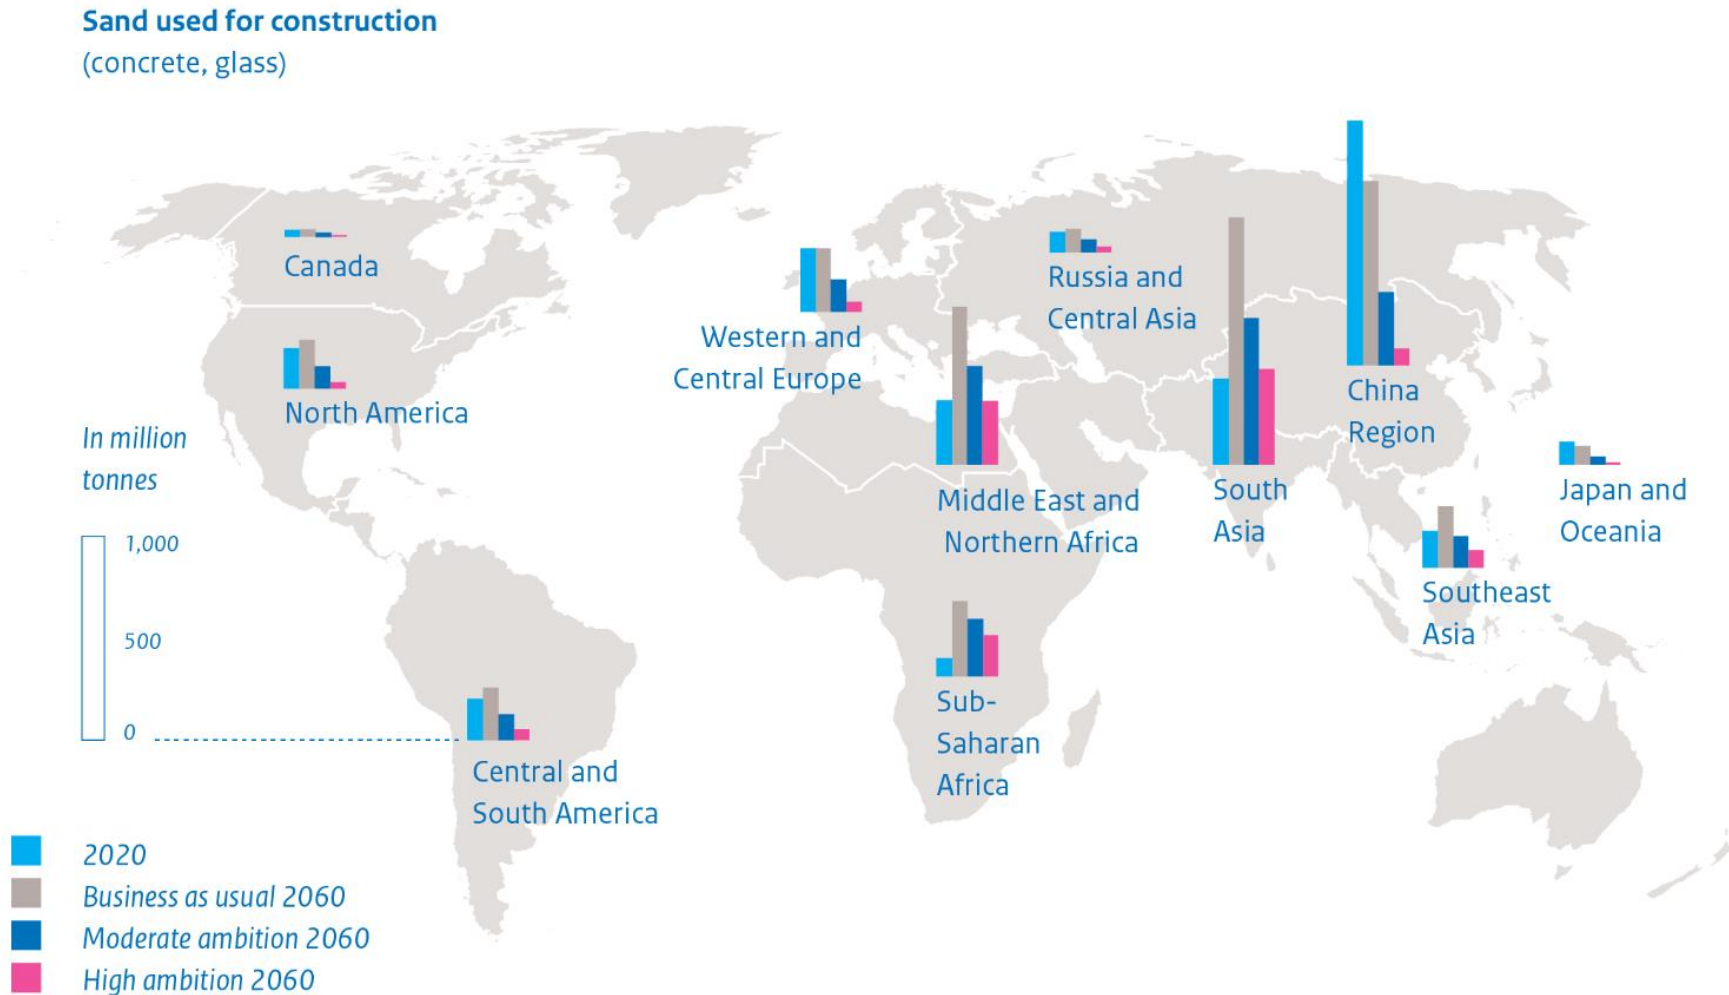 Sand used for construction
(concrete, glass)
Canada
North America
Western and
Central Europe
Russia and
Central Asia
China
Region
Middle East and
Northern Africa
South
Asia
Japan and
Oceania
Southeast
Asia
Sub-
Saharan
Africa
Central and
South America
In million
tonnes
1,000
500
0
2020
Business as usual 2060
Moderate ambition 2060
High ambition 2060